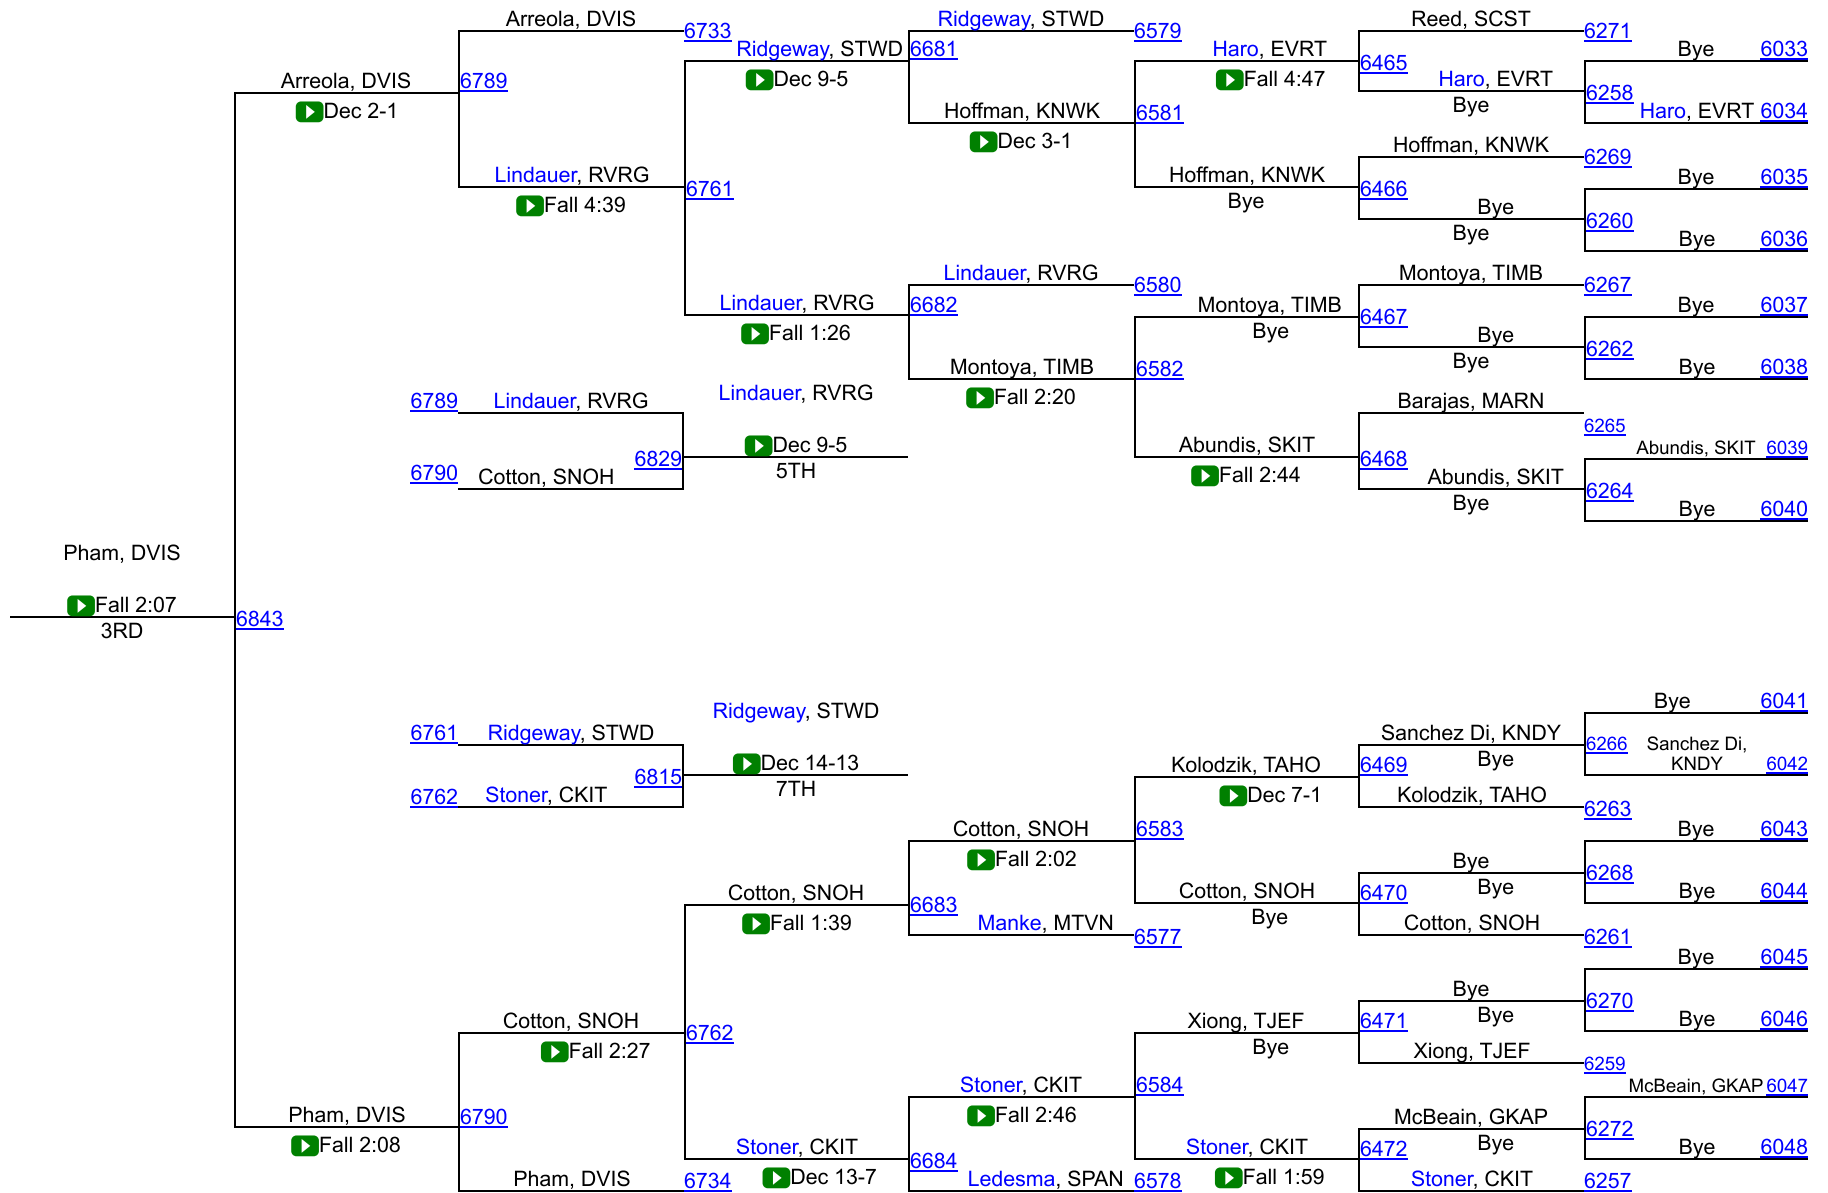 Arreola, DVIS
6733
Ridgeway, STWD
6579
Reed, SCST
6271
Ridgeway, STWD
6681
Haro, EVRT
Bye
6033
Arreola, DVIS
6789
Dec 9-5
Fall 4:47
6465
Haro, EVRT
6258
Bye
Dec 2-1
Hoffman, KNWK
6581
Haro, EVRT
6034
Dec 3-1
Hoffman, KNWK
6269
Lindauer, RVRG
6761
Hoffman, KNWK
6466
Bye
6035
Fall 4:39
Bye
Bye
6260
Bye
Bye
6036
Lindauer, RVRG
6580
Montoya, TIMB
6267
Lindauer, RVRG
6682
Montoya, TIMB
6467
Bye
6037
Fall 1:26
Bye
Bye
6262
Bye
Montoya, TIMB
6582
Bye
6038
Lindauer, RVRG
Fall 2:20
6789
Lindauer, RVRG
Barajas, MARN
6265
Dec 9-5
Abundis, SKIT
6468
Abundis, SKIT
6039
6829
5TH
Fall 2:44
6790
Cotton, SNOH
Abundis, SKIT
6264
Bye
Bye
6040
Pham, DVIS
Fall 2:07
3RD
6843
Ridgeway, STWD
Bye
6041
6761
Ridgeway, STWD
Sanchez Di, KNDY
6266
Sanchez Di,
KNDY
6042
Bye
Dec 14-13
Kolodzik, TAHO
6469
6815
7TH
Dec 7-1
6762
Stoner, CKIT
Kolodzik, TAHO
6263
Cotton, SNOH
6583
Bye
6043
Fall 2:02
Bye
6268
Bye
Cotton, SNOH
6683
Cotton, SNOH
6470
Bye
6044
Fall 1:39
Manke, MTVN
6577
Bye
Cotton, SNOH
6261
Bye
6045
Bye
6270
Bye
Cotton, SNOH
6762
Xiong, TJEF
6471
Bye
6046
Fall 2:27
Bye
Xiong, TJEF
6259
Stoner, CKIT
6584
McBeain, GKAP
6047
Pham, DVIS
6790
Fall 2:46
McBeain, GKAP
6272
Bye
Fall 2:08
Stoner, CKIT
6684
Stoner, CKIT
6472
Bye
6048
Pham, DVIS
6734
Dec 13-7
Ledesma, SPAN
6578
Fall 1:59
Stoner, CKIT
6257